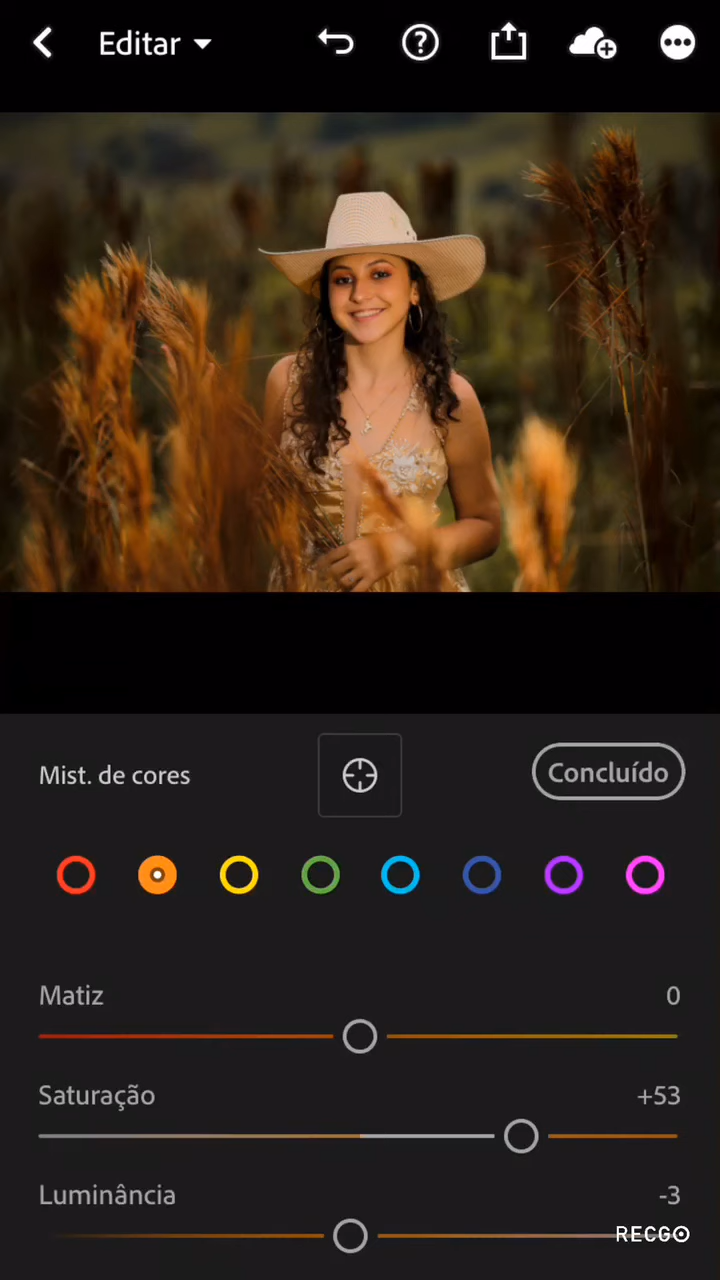 Editar
Mist. de cores
Concluído
Matiz
0
Saturação
+53
Luminância
-3
RECGO